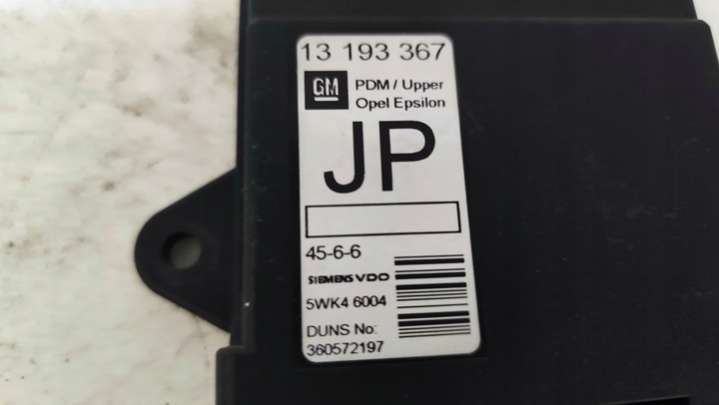 13 193 367
GM PDM / Upper
Opel Epsilon
JP
45-6-6
SIEMENS VDO
5WK4 6004
DUNS No:
360572197